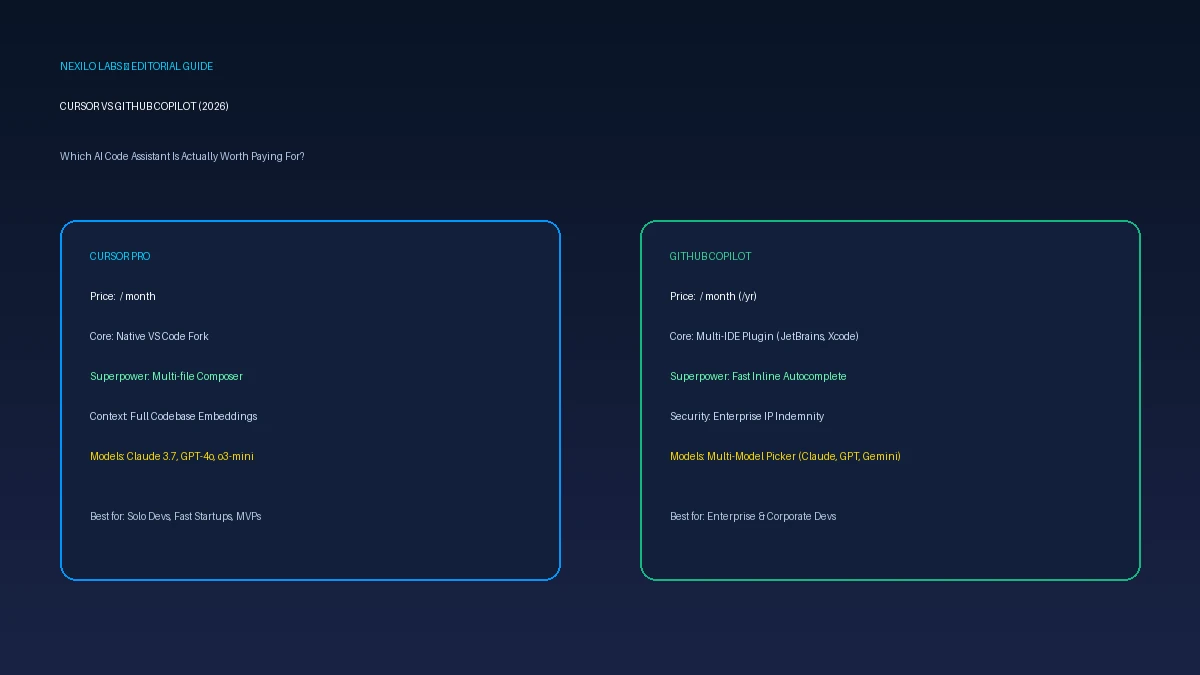 NEXILO LABS ▯ EDITORIAL GUIDE
CURSOR VS GITHUB COPILOT (2026)
Which AI Code Assistant Is Actually Worth Paying For?
CURSOR PRO
Price: / month
Core: Native VS Code Fork
Superpower: Multi-file Composer
Context: Full Codebase Embeddings
Models: Claude 3.7, GPT-4o, o3-mini
Best for: Solo Devs, Fast Startups, MVPs
GITHUB COPILOT
Price: / month (/yr)
Core: Multi-IDE Plugin (JetBrains, Xcode)
Superpower: Fast Inline Autocomplete
Security: Enterprise IP Indemnity
Models: Multi-Model Picker (Claude, GPT, Gemini)
Best for: Enterprise & Corporate Devs